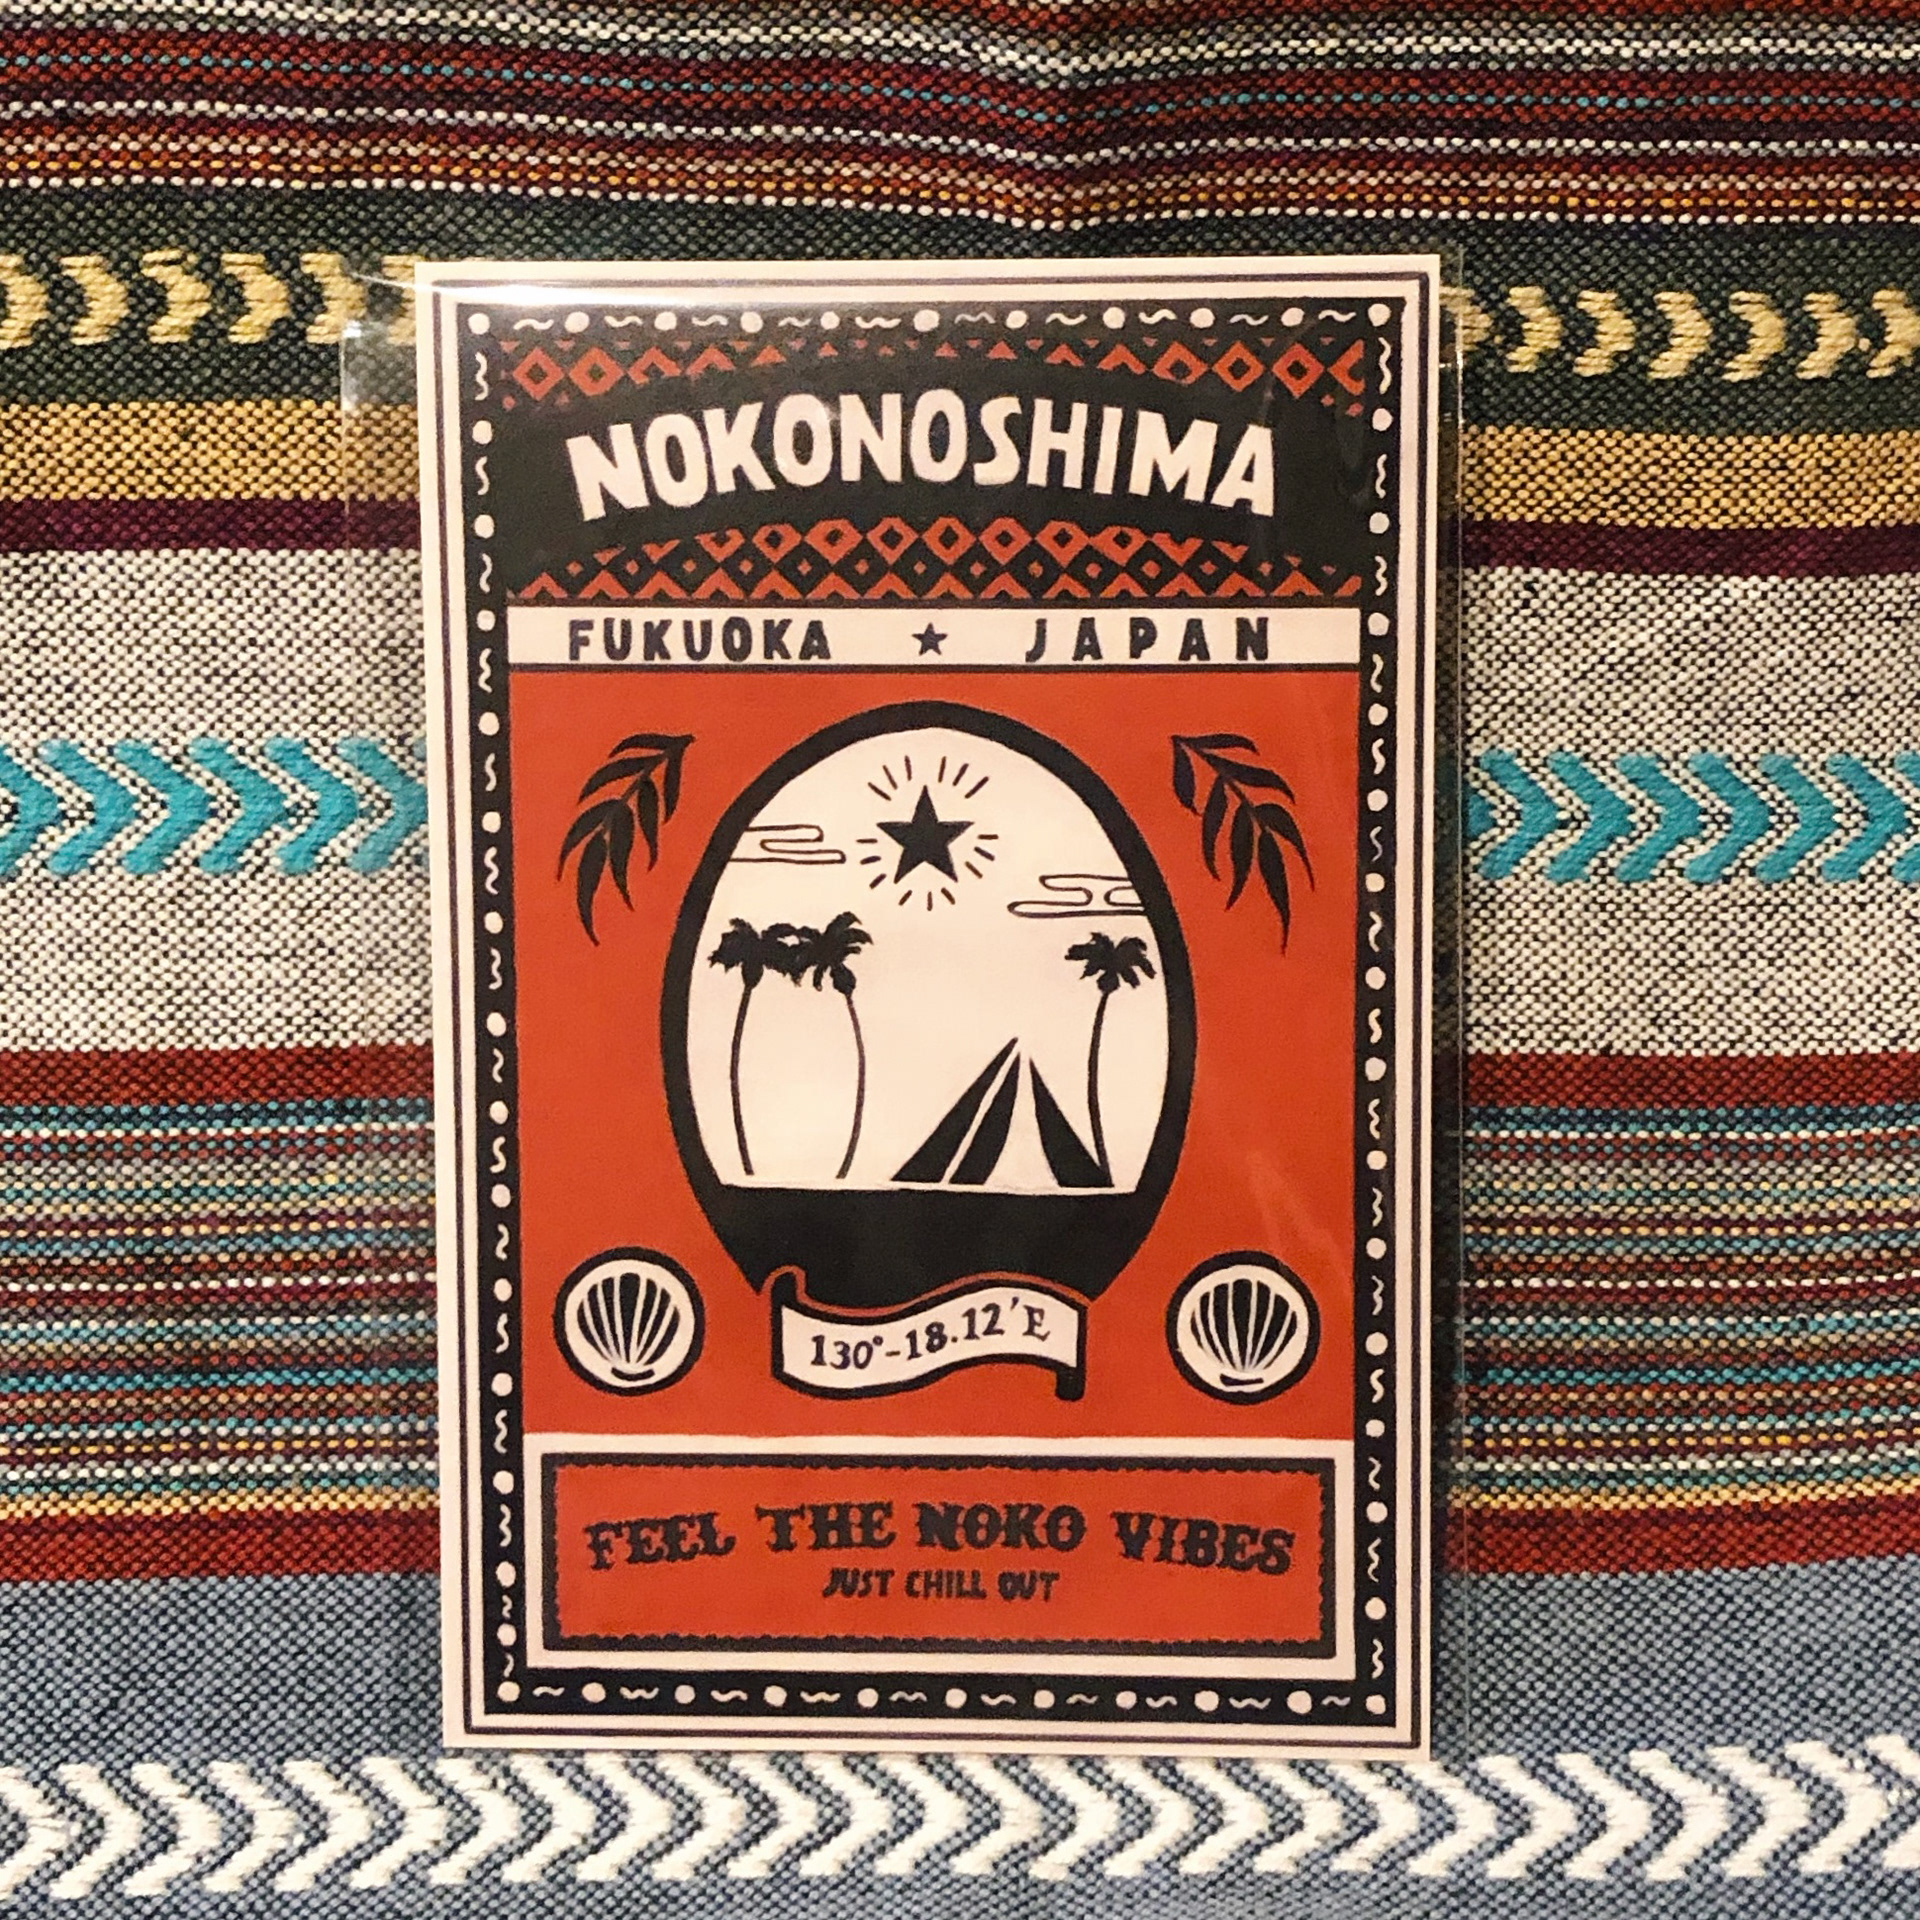 NOKONOSHIMA
FUKUOKA ★ JAPAN
130°-18.12'E
FEEL THE NOKO VIBES
JUST CHILL OUT